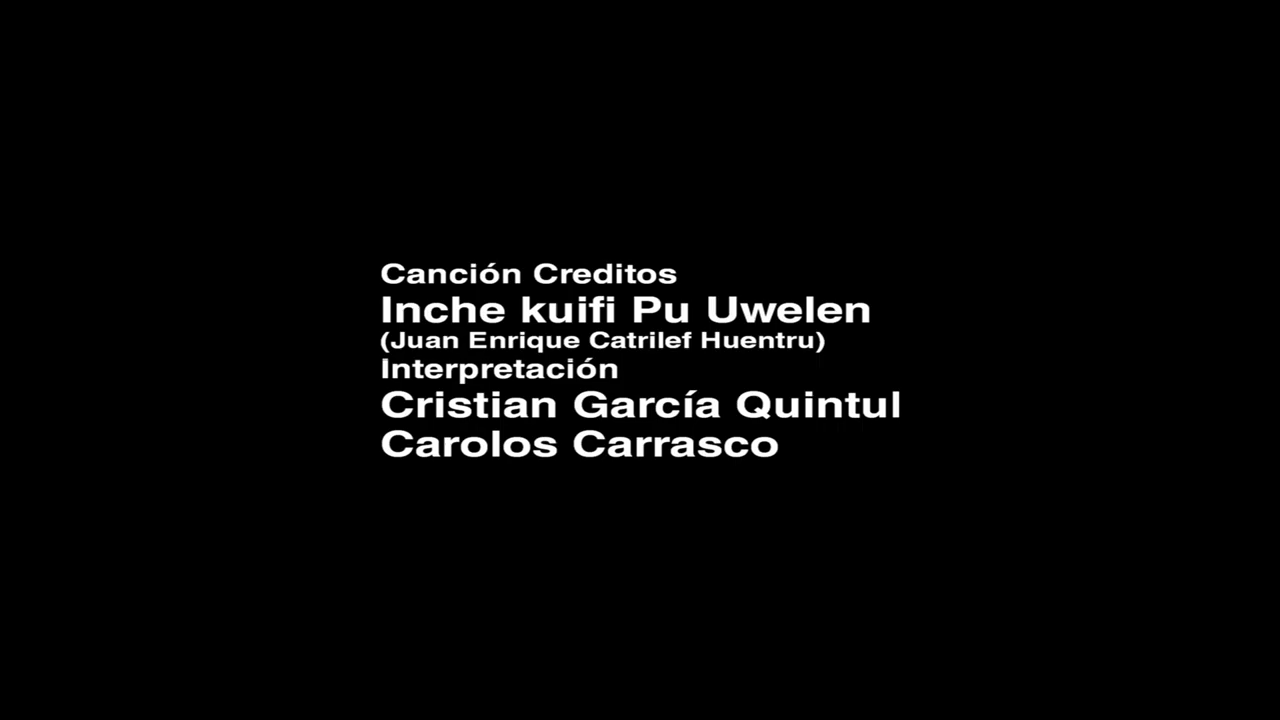 Canción Creditos
Inche kuifi Pu Uwelen
(Juan Enrique Catrilef Huentru)
Interpretación
Cristian García Quintul
Carolos Carrasco